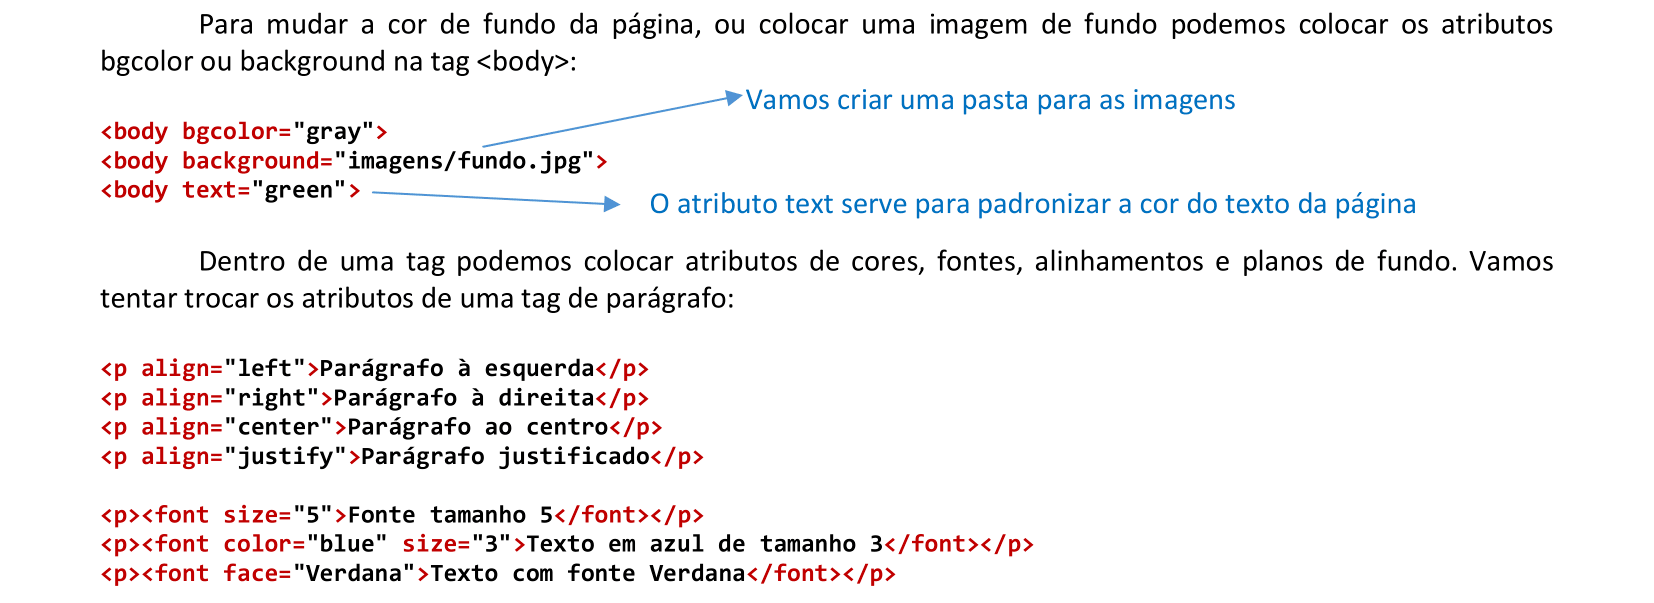 Para mudar a cor de fundo da página, ou colocar uma imagem de fundo podemos colocar os atributos
bgcolor ou background na tag <body>:
Vamos criar uma pasta para as imagens
<body bgcolor="gray">
<body background="imagens/fundo.jpg">
<body text="green">
O atributo text serve para padronizar a cor do texto da página
Dentro de uma tag podemos colocar atributos de cores, fontes, alinhamentos e planos de fundo. Vamos
tentar trocar os atributos de uma tag de parágrafo:
<p align="left">Parágrafo à esquerda</p>
<p align="right">Parágrafo à direita</p>
<p align="center">Parágrafo ao centro</p>
<p align="justify">Parágrafo justificado</p>
<p><font size="5">Fonte tamanho 5</font></p>
<p><font color="blue" size="3">Texto em azul de tamanho 3</font></p>
<p><font face="Verdana">Texto com fonte Verdana</font></p>